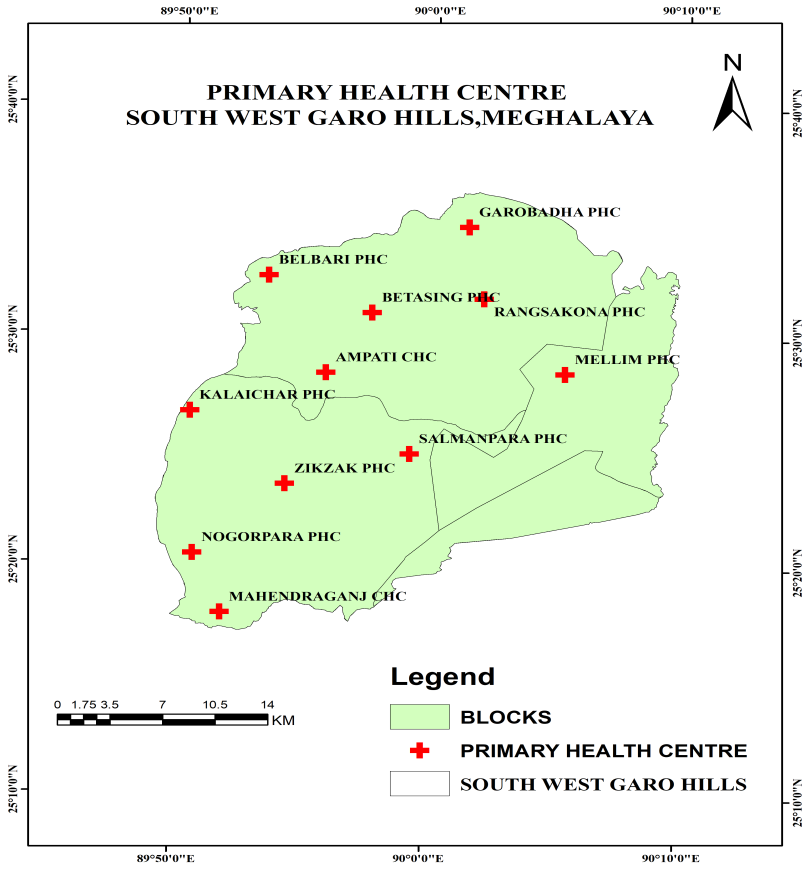 89°50'0"E 90°0'0"E 90°10'0"E
N
25°40'0"N 25°40'0"N
PRIMARY HEALTH CENTRE
SOUTH WEST GARO HILLS,MEGHALAYA
GAROBADHA PHC
BELBARI PHC
BETASING PHC
RANGSAKONA PHC
25°30'0"N 25°30'0"N
AMPATI CHC
MELLIM PHC
KALAICHAR PHC
SALMANPARA PHC
ZIKZAK PHC
NOGORPARA PHC
25°20'0"N 25°20'0"N
MAHENDRAGANJ CHC
Legend
0 1.75 3.5 7 10.5 14
KM
BLOCKS
PRIMARY HEALTH CENTRE
SOUTH WEST GARO HILLS
25°10'0"N 25°10'0"N
89°50'0"E 90°0'0"E 90°10'0"E